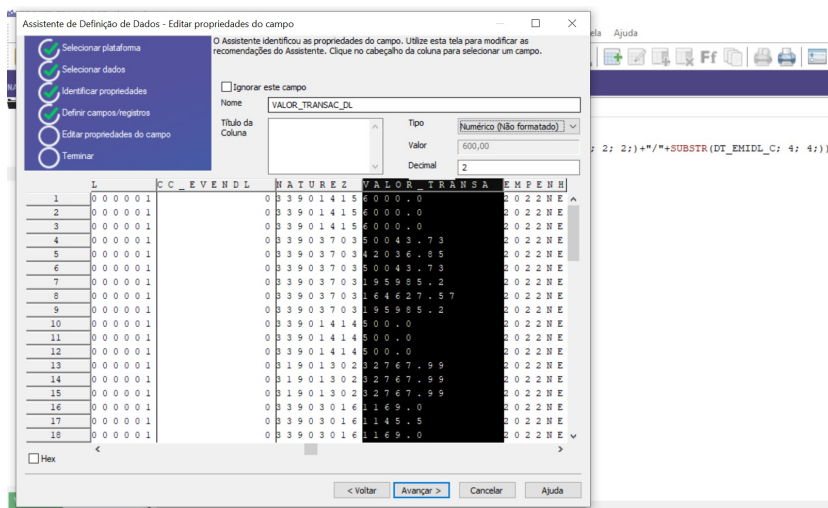 Assistente de Definição de Dados - Editar propriedades do campo
Selecionar plataforma
Selecionar dados
Identificar propriedades
Definir campos/registros
Editar propriedades do campo
Terminar
O Assistente identificou as propriedades do campo. Utilize esta tela para modificar as
recomendações do Assistente. Clique no cabeçalho da coluna para selecionar um campo.
Ignorar este campo
Nome VALOR_TRANSAC_DL
Título da Coluna
Tipo Numérico (Não formatado)
Valor 600,00
Decimal 2
ela Ajuda
Ff
; 2; 2;)+"/"+SUBSTR(DT_EMIDL_C; 4; 4;))
L CC_EVENDL NATUREZ VALOR_TRANSA EMPENH
1 000001 0 33901415 6000.0 2022NE
2 000001 0 33901415 6000.0 2022NE
3 000001 0 33901415 6000.0 2022NE
4 000001 0 33903703 50043.73 2022NE
5 000001 0 33903703 42036.85 2022NE
6 000001 0 33903703 50043.73 2022NE
7 000001 0 33903703 195985.2 2022NE
8 000001 0 33903703 164627.57 2022NE
9 000001 0 33903703 195985.2 2022NE
10 000001 0 33901414 500.0 2022NE
11 000001 0 33901414 500.0 2022NE
12 000001 0 33901414 500.0 2022NE
13 000001 0 31901302 32767.99 2022NE
14 000001 0 31901302 32767.99 2022NE
15 000001 0 31901302 32767.99 2022NE
16 000001 0 33903016 1169.0 2022NE
17 000001 0 33903016 1145.5 2022NE
18 000001 0 33903016 1169.0 2022NE
Hex
< Voltar Avançar > Cancelar Ajuda